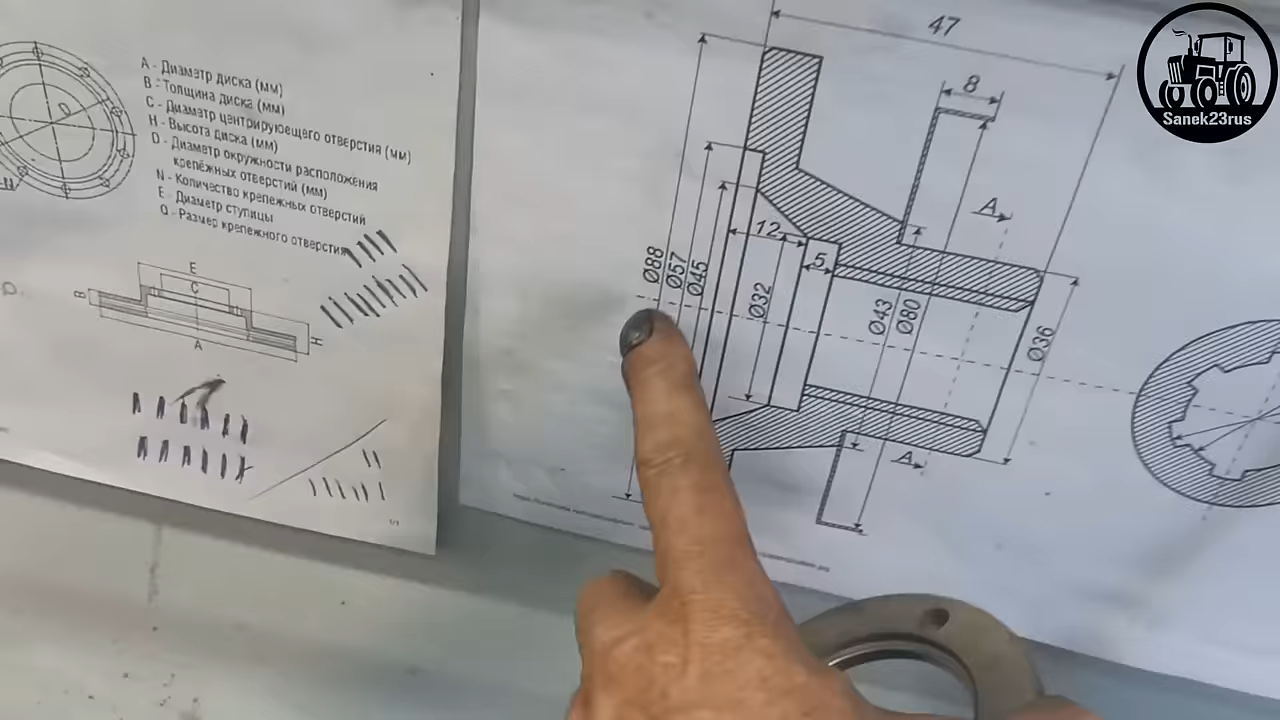 A - Диаметр диска (мм)
B - Толщина диска (мм)
C - Диаметр центрирующего отверстия (мм)
H - Высота диска (мм)
D - Диаметр окружности расположения
крепёжных отверстий (мм)
N - Количество крепежных отверстий
E - Диаметр ступицы
Q - Размер крепежного отверстия
D
N
E
C
B
H
A
47
8
A
12
5
Ø88
Ø57
Ø45
Ø32
Ø43
Ø80
Ø36
A
Sanek23rus